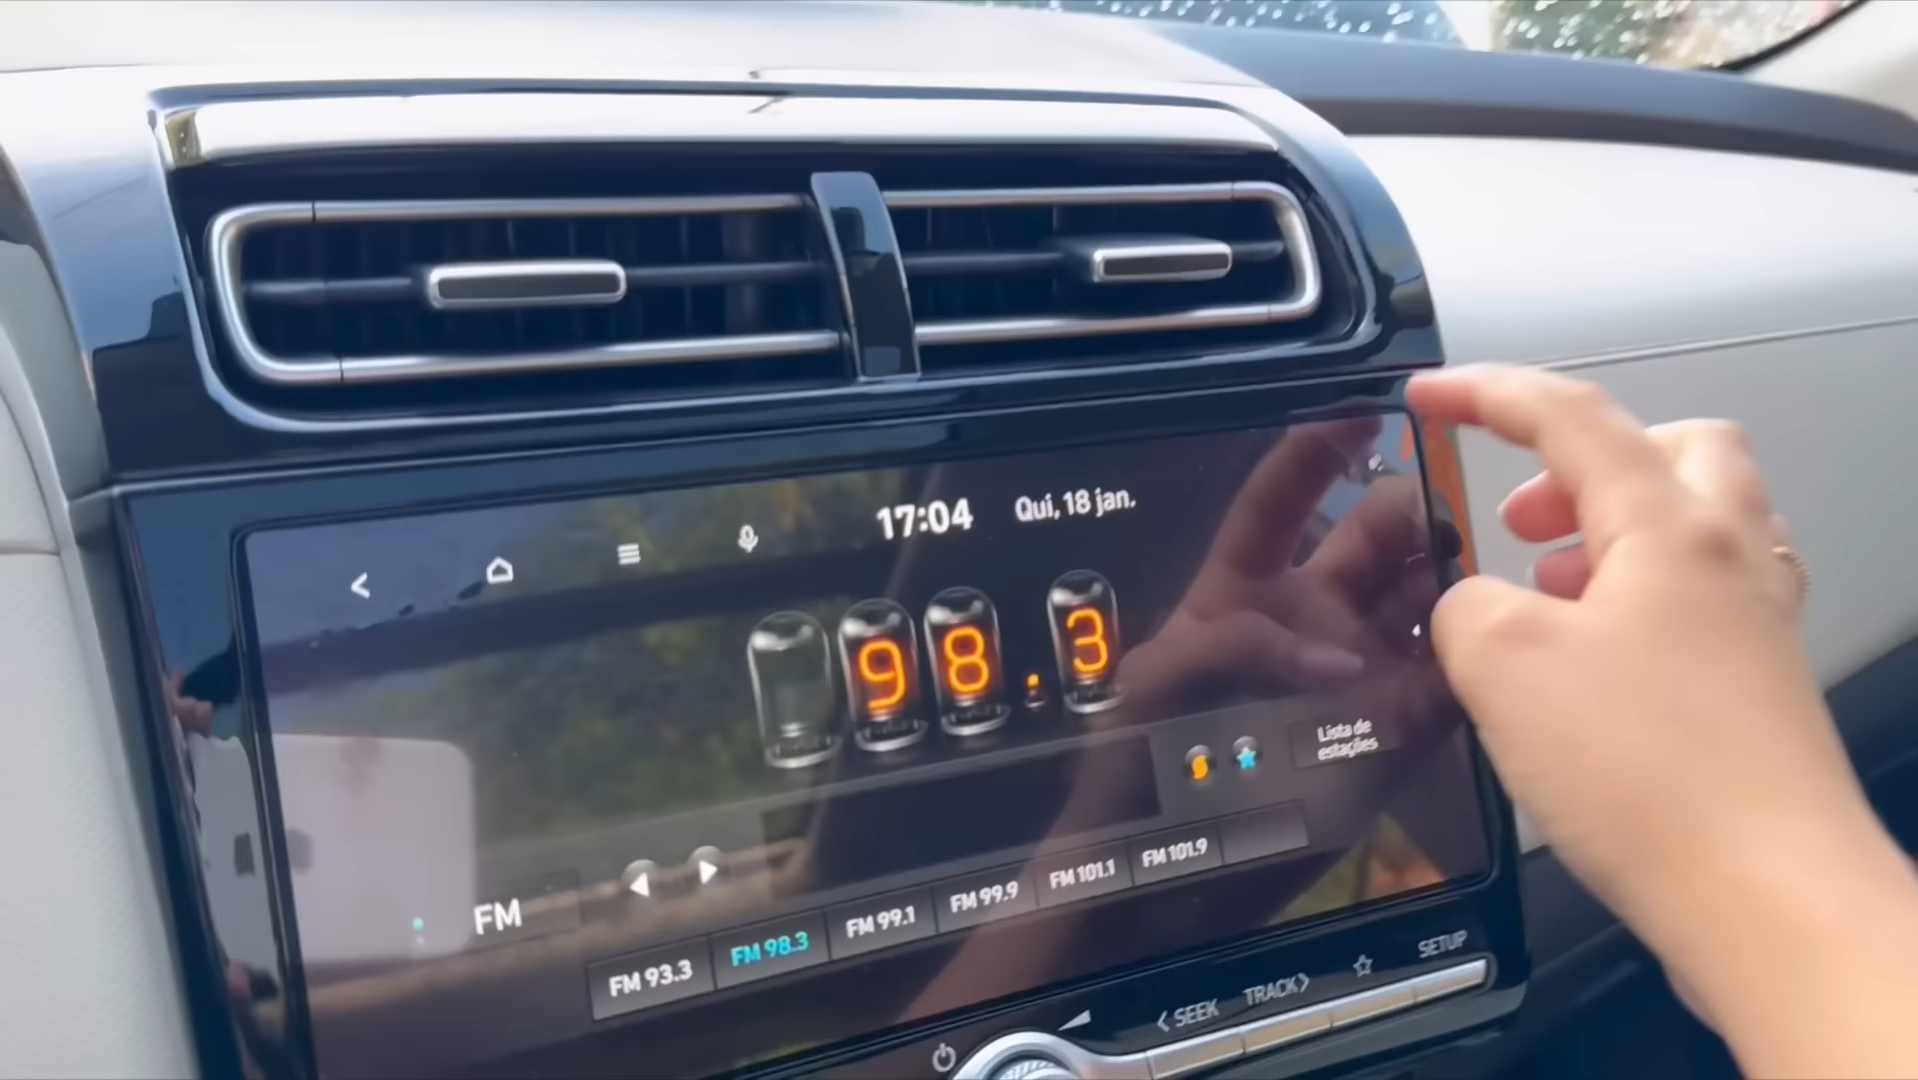 17:04
Qui, 18 jan.
98.3
Lista de
estações
FM
FM 93.3
FM 98.3
FM 99.1
FM 99.9
FM 101.1
FM 101.9
SEEK
TRACK
SETUP